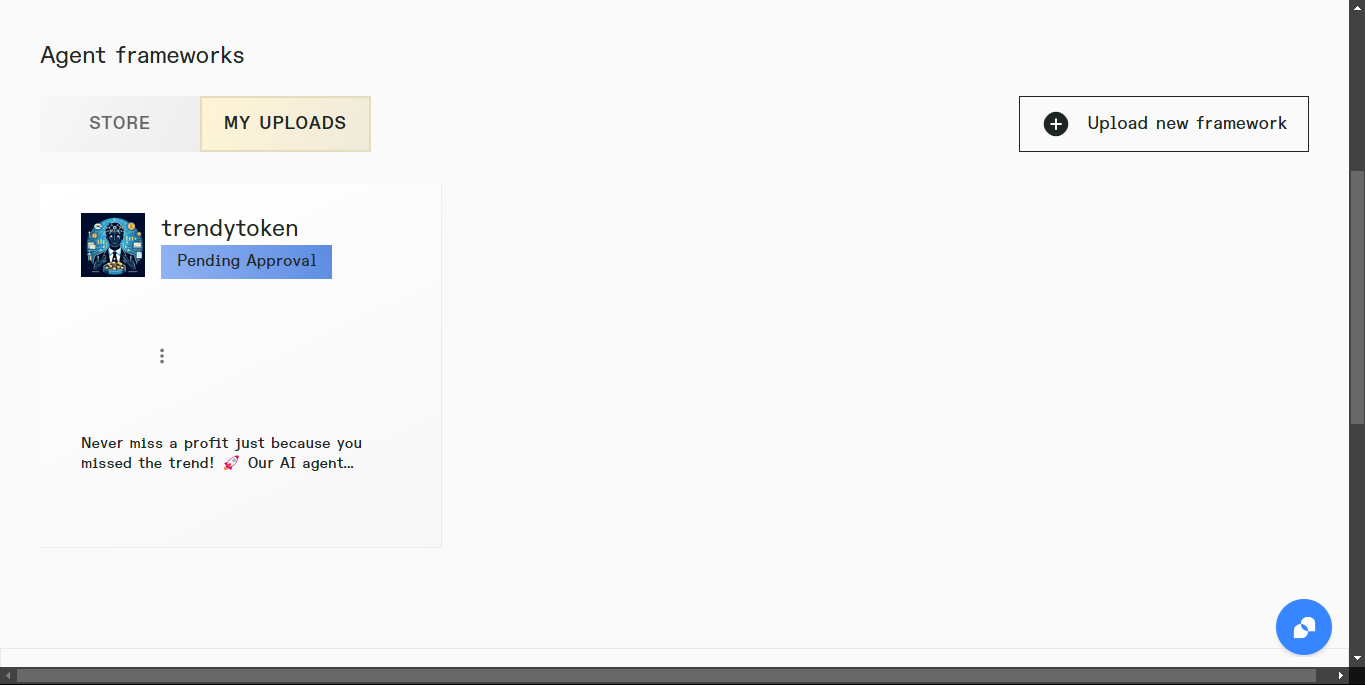 Agent frameworks
STORE
MY UPLOADS
Upload new framework
trendytoken
Pending Approval
Never miss a profit just because you
missed the trend! 🚀 Our AI agent…